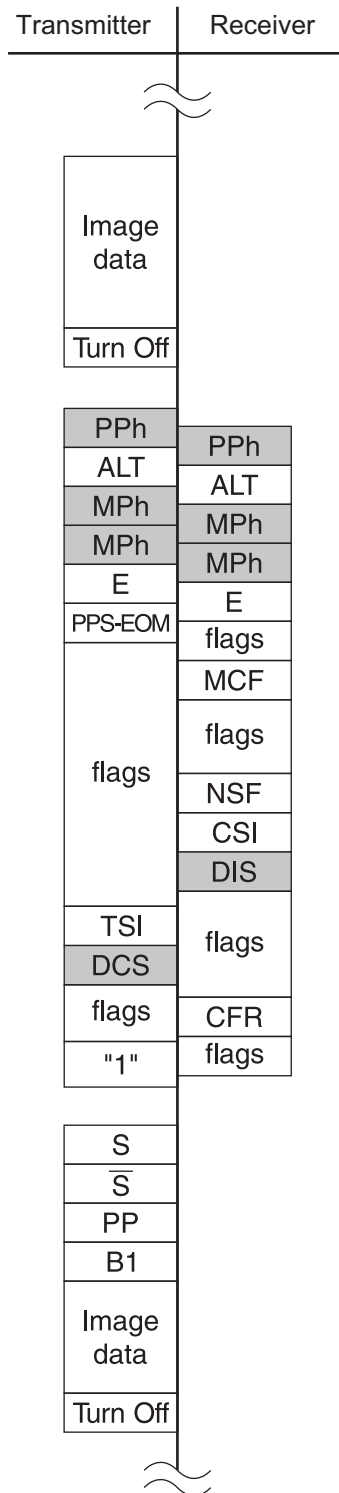 Transmitter Receiver
Image
data
Turn Off
PPh
ALT
MPh
MPh
E
PPS-EOM
flags
TSI
DCS
flags
"1"
PPh
ALT
MPh
MPh
E
flags
MCF
flags
NSF
CSI
DIS
flags
CFR
flags
S
S̅
PP
B1
Image
data
Turn Off